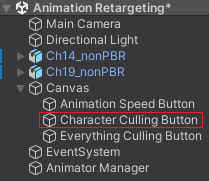 Animation Retargeting*
Main Camera
Directional Light
Ch14_nonPBR
Ch19_nonPBR
Canvas
Animation Speed Button
Character Culling Button
Everything Culling Button
EventSystem
Animator Manager